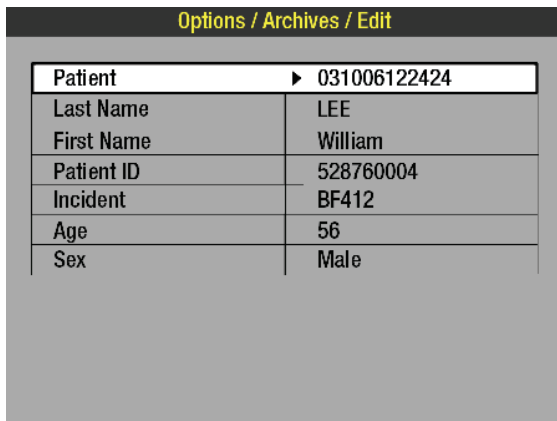 Options / Archives / Edit
Patient ▶ 031006122424
Last Name LEE
First Name William
Patient ID 528760004
Incident BF412
Age 56
Sex Male